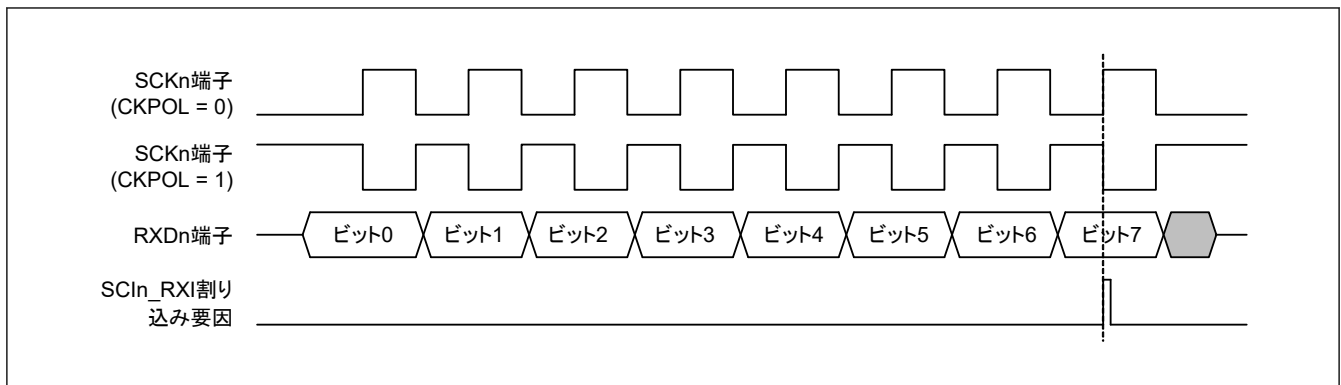 SCKn端子
(CKPOL = 0)
SCKn端子
(CKPOL = 1)
RXDn端子
ビット0 ビット1 ビット2 ビット3 ビット4 ビット5 ビット6 ビット7
SCIn_RXI割り
込み要因